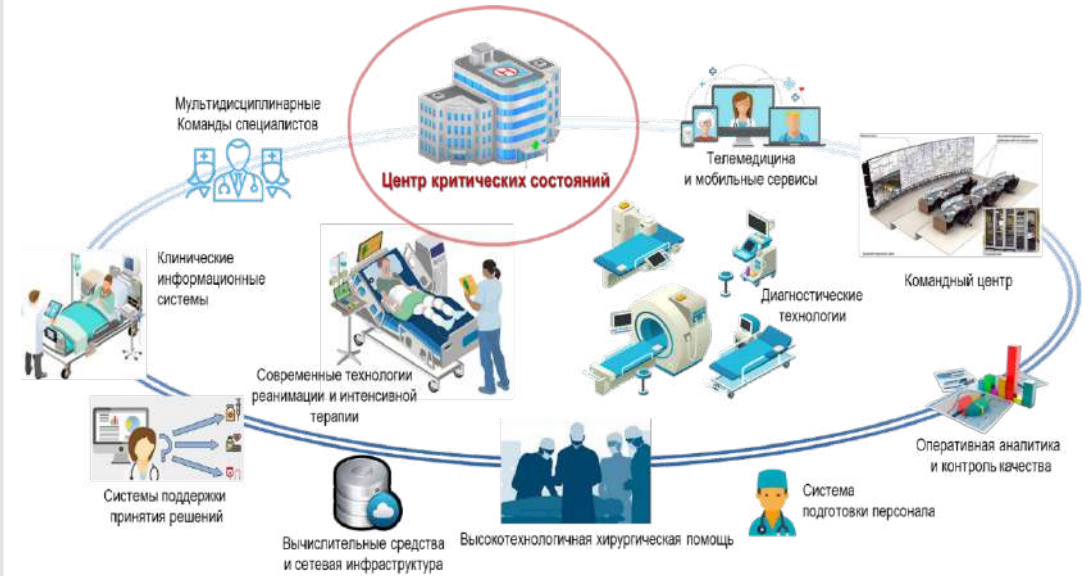 Мультидисциплинарные
Команды специалистов
Центр критических состояний
Телемедицина
и мобильные сервисы
Клинические
информационные
системы
Командный центр
Диагностические
технологии
Современные технологии
реанимации и интенсивной
терапии
Оперативная аналитика
и контроль качества
Системы поддержки
принятия решений
Вычислительные средства
и сетевая инфраструктура
Высокотехнологичная хирургическая помощь
Система
подготовки персонала